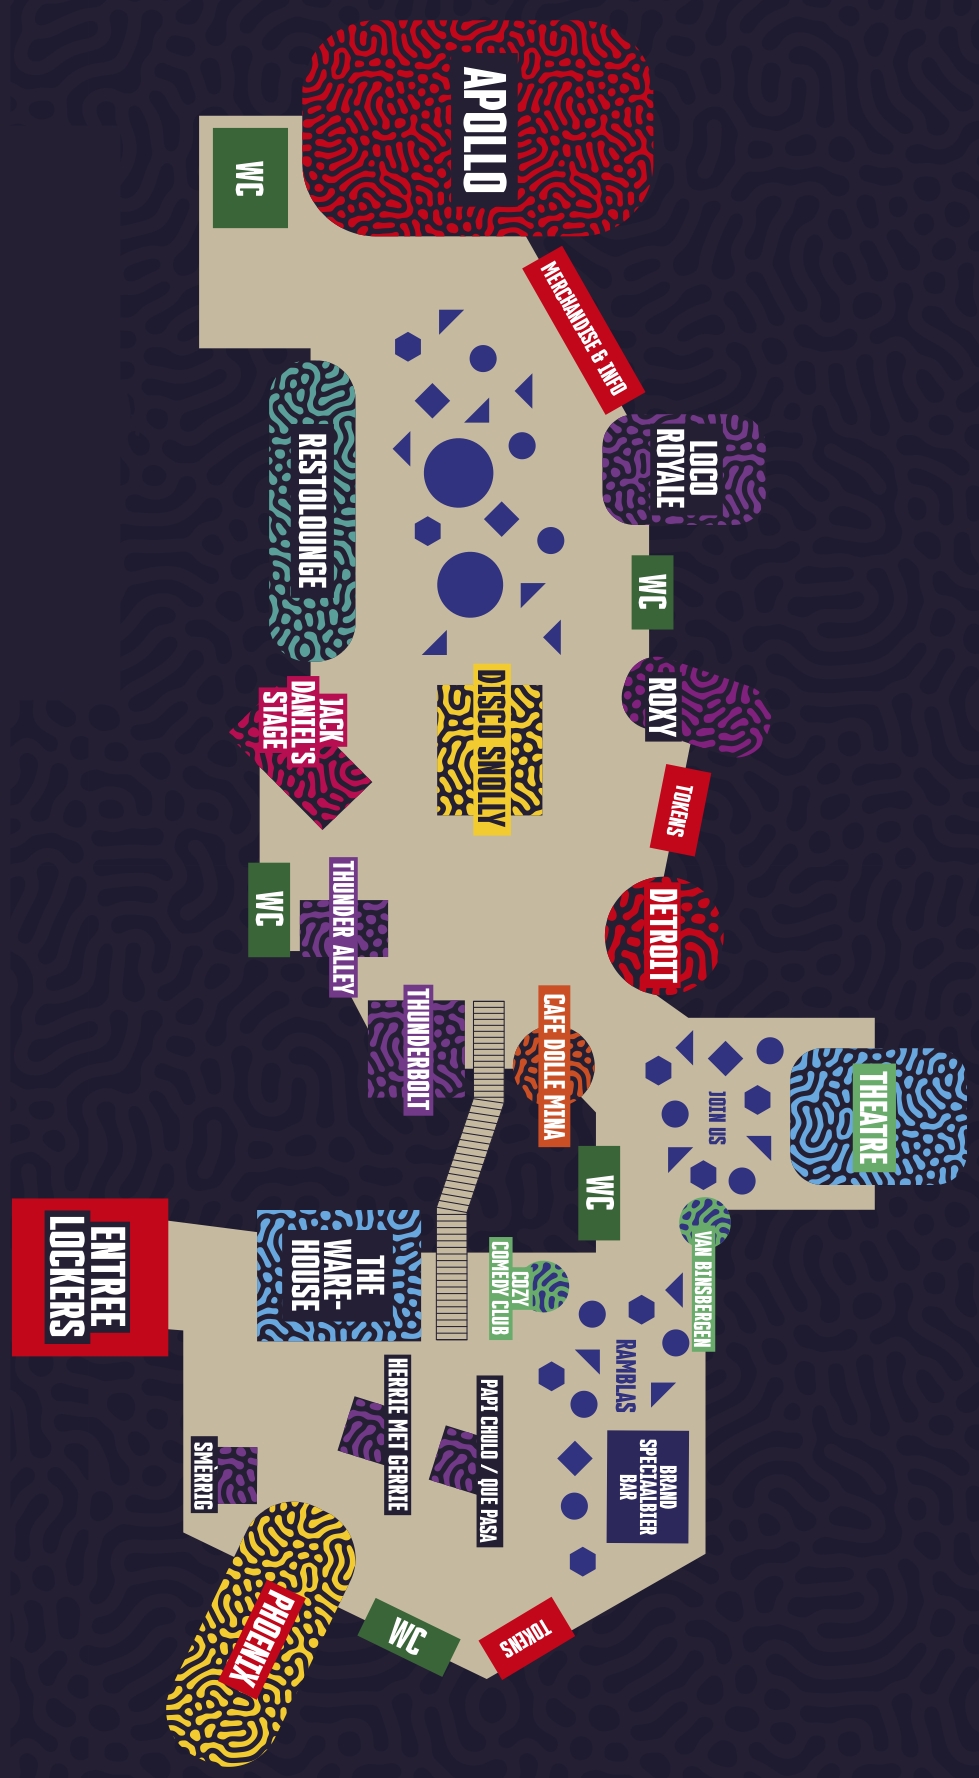 APOLLO
WC
MERCHANDISE & INFO
LOCO
ROYALE
RESTOLOUNGE
WC
ROXY
DISCO SNOLLY
JACK
DANIEL'S
STAGE
TOKENS
WC
THUNDER ALLEY
DETROIT
THUNDERBOLT
CAFE DOLLE MINA
JOIN US
THEATRE
WC
VAN BINSBERGEN
ENTREE
LOCKERS
THE
WARE-
HOUSE
COZY
COMEDY CLUB
RAMBLAS
HERRIE MET GERRIE
PAPI CHULO / QUE PASA
BRAND
SPECIAALBIER
BAR
SMÈRRIG
PHOENIX
WC
TOKENS